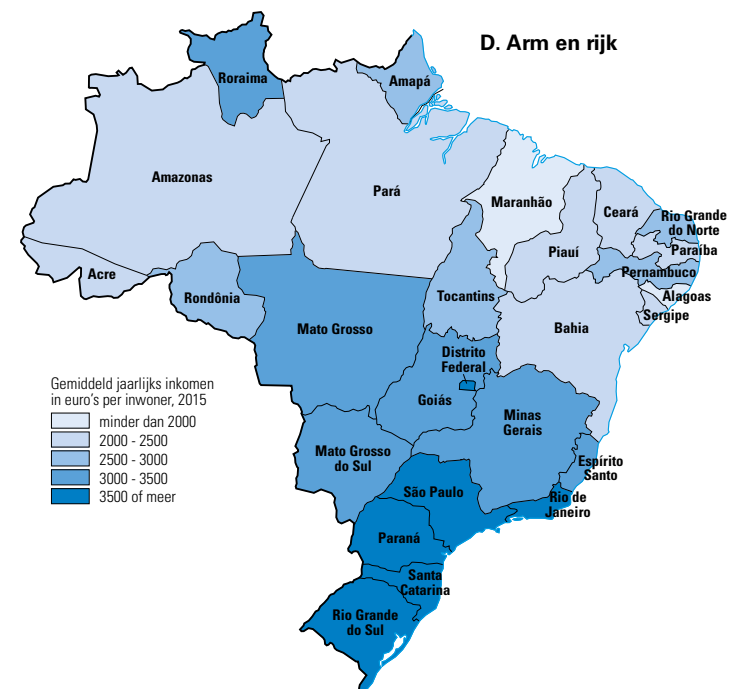 D. Arm en rijk
Roraima
Amapá
Amazonas
Pará
Maranhão
Ceará
Rio Grande
do Norte
Paraíba
Piauí
Pernambuco
Acre
Rondônia
Tocantins
Alagoas
Sergipe
Mato Grosso
Bahia
Distrito
Federal
Goiás
Minas
Gerais
Mato Grosso
do Sul
Espírito
Santo
São Paulo
Rio de
Janeiro
Paraná
Santa
Catarina
Rio Grande
do Sul
Gemiddeld jaarlijks inkomen
in euro's per inwoner, 2015
minder dan 2000
2000 - 2500
2500 - 3000
3000 - 3500
3500 of meer